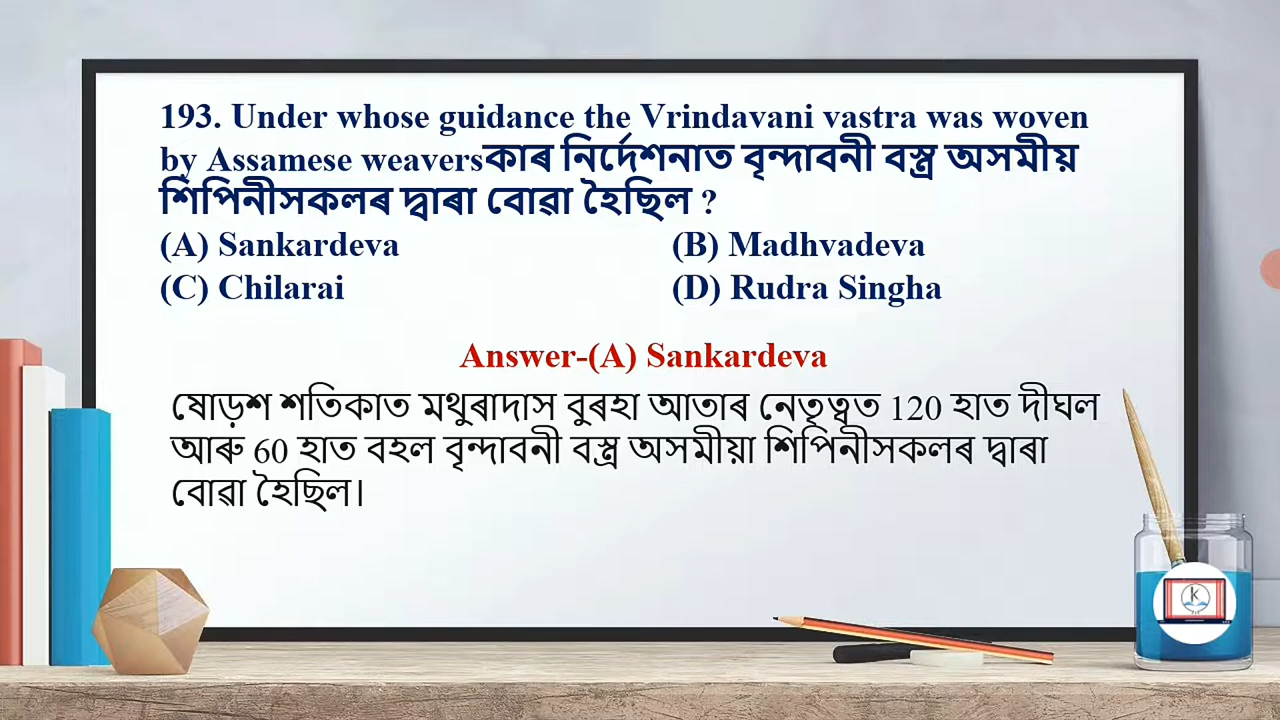 193. Under whose guidance the Vrindavani vastra was woven
by Assamese weaversকাৰ নিৰ্দেশনাত বৃন্দাবনী বস্ত্ৰ অসমীয়
শিপিনীসকলৰ দ্বাৰা বোৱা হৈছিল ?
(A) Sankardeva (B) Madhvadeva
(C) Chilarai (D) Rudra Singha
Answer-(A) Sankardeva
ষোড়শ শতিকাত মথুৰাদাস বুৰহা আতাৰ নেতৃত্বত 120 হাত দীঘল
আৰু 60 হাত বহল বৃন্দাবনী বস্ত্ৰ অসমীয়া শিপিনীসকলৰ দ্বাৰা
বোৱা হৈছিল।
K